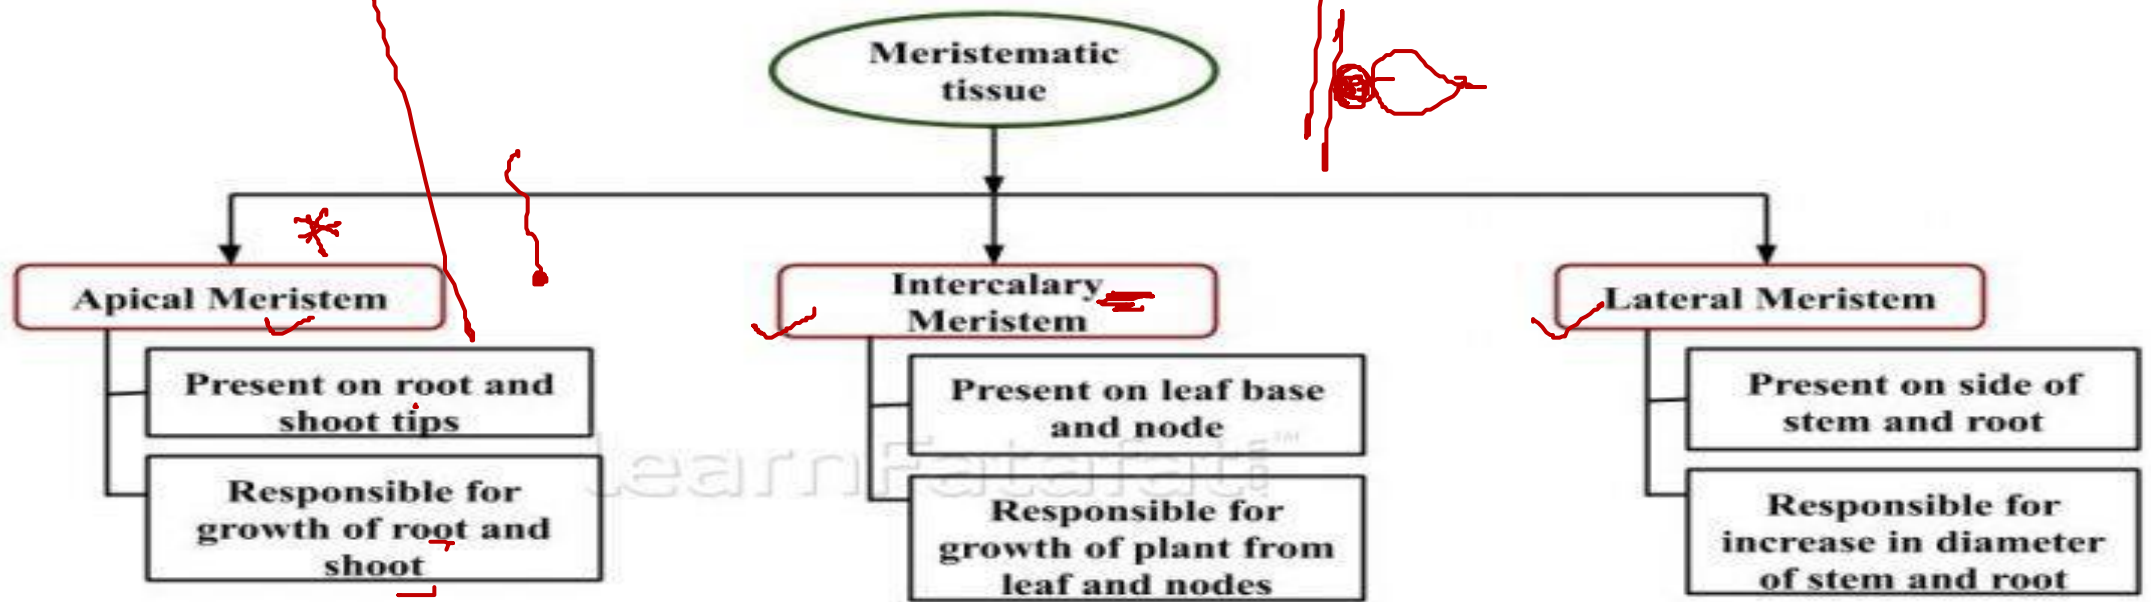 Meristematic
tissue
Apical Meristem
Intercalary
Meristem
Lateral Meristem
Present on root and
shoot tips
Present on leaf base
and node
Present on side of
stem and root
Responsible for
growth of root and
shoot
Responsible for
growth of plant from
leaf and nodes
Responsible for
increase in diameter
of stem and root
learnFatafati™